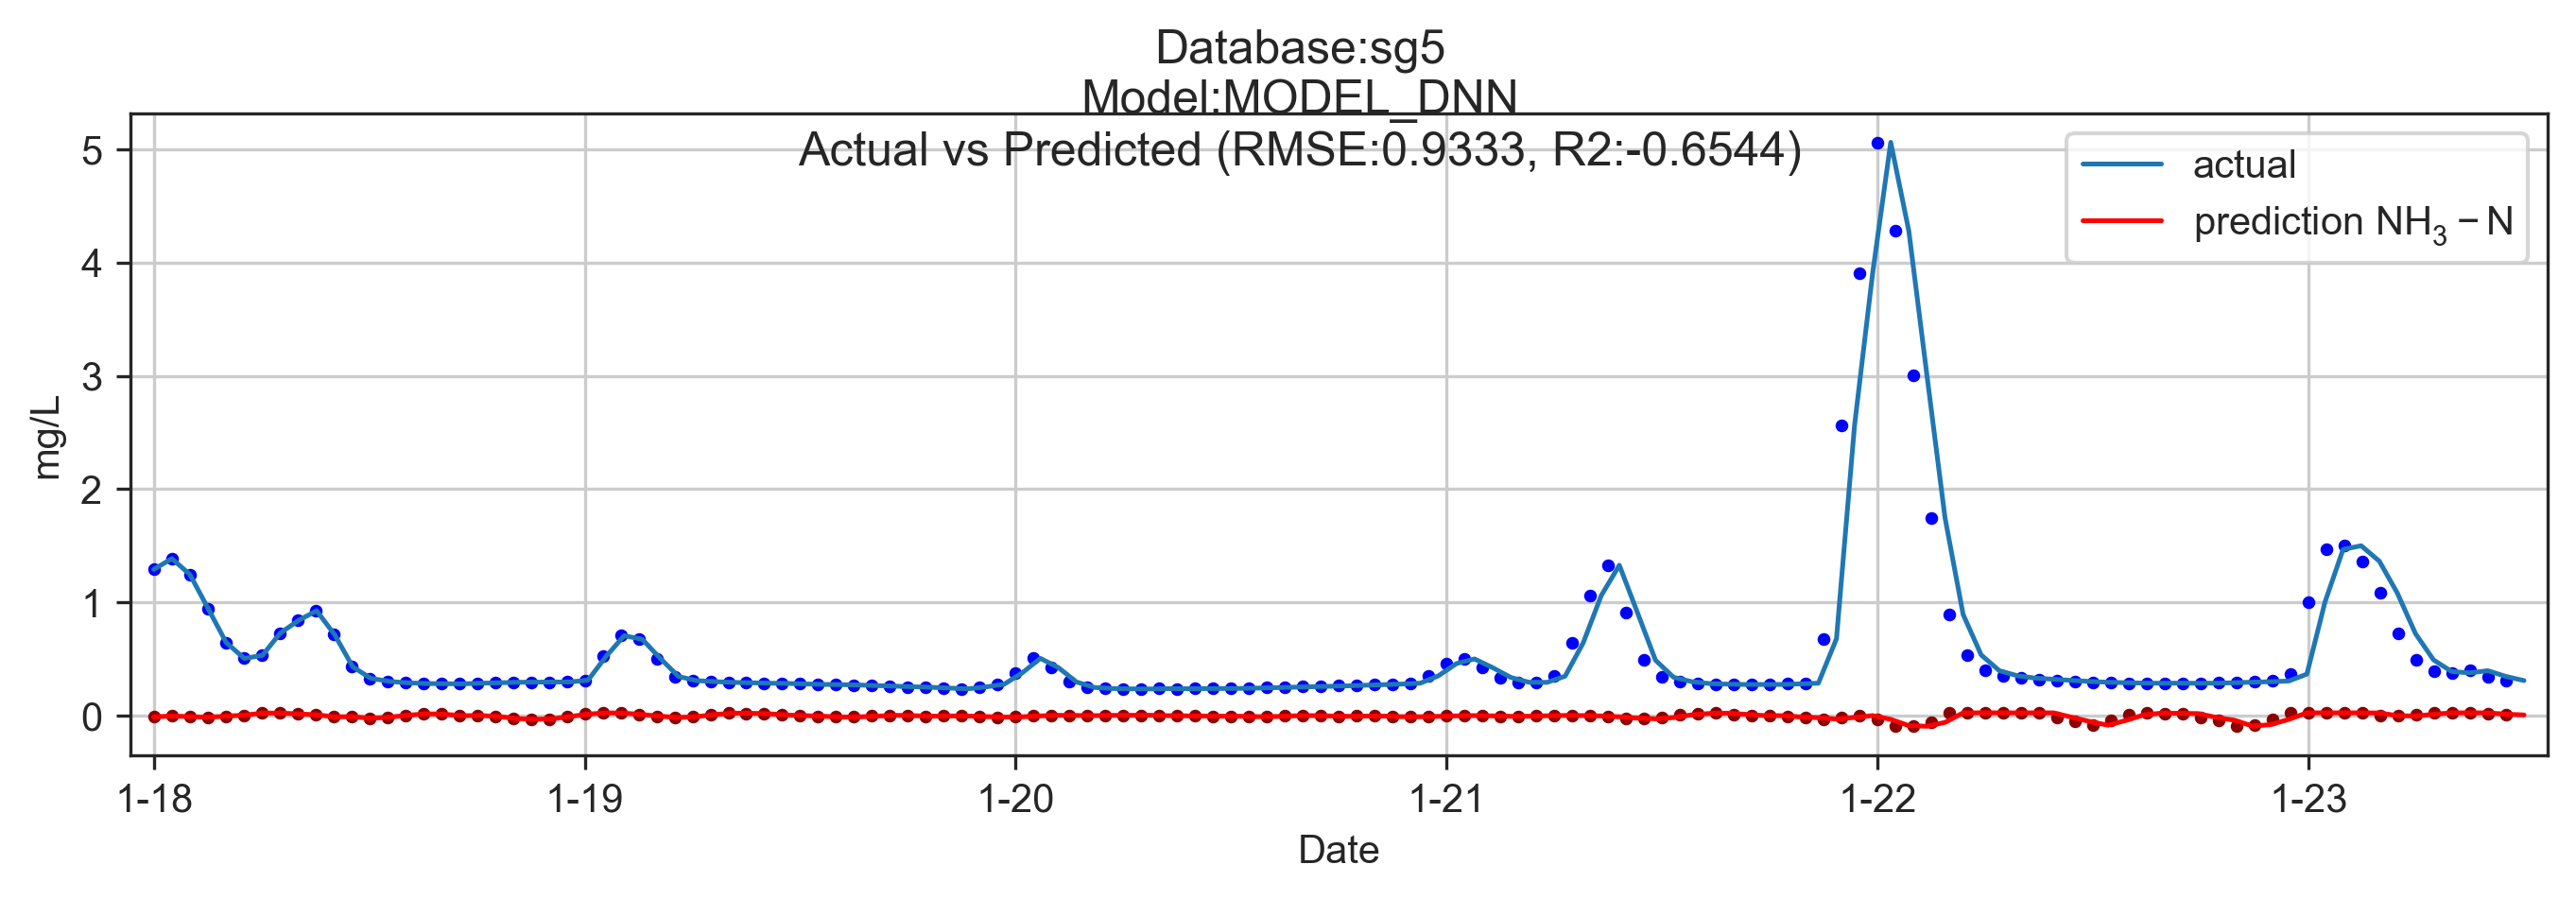 Database:sg5
Model:MODEL_DNN
Actual vs Predicted (RMSE:0.9333, R2:-0.6544)
actual
prediction NH₃ − N
5
4
3
2
1
0
mg/L
1-18 1-19 1-20 1-21 1-22 1-23
Date